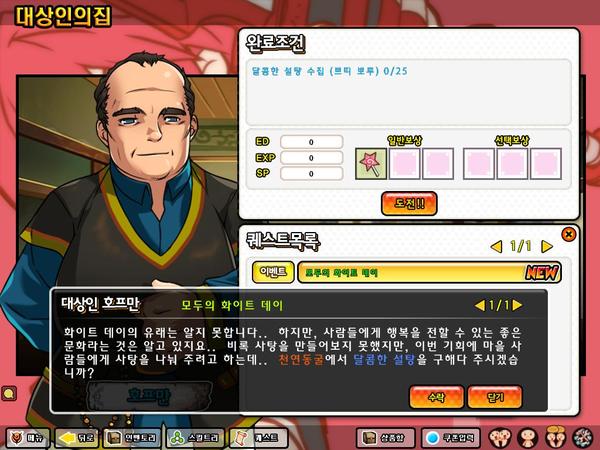 대상인의집
완료조건
달콤한 설탕 수집 (쁘띠 뽀루) 0/25
ED 0
EXP 0
SP 0
일반보상
선택보상
도전!!
퀘스트목록
1/1
이벤트
모두의 화이트 데이
NEW
대상인 호프만
모두의 화이트 데이
1/1
화이트 데이의 유래는 알지 못합니다.. 하지만, 사람들에게 행복을 전할 수 있는 좋은
문화라는 것은 알고 있지요.. 비록 사탕을 만들어보지 못했지만, 이번 기회에 마을 사
람들에게 사탕을 나눠 주려고 하는데.. 천연동굴에서 달콤한 설탕을 구해다 주시겠습
니까?
호프만
수락
닫기
메뉴
뒤로
인벤토리
스킬트리
퀘스트
상품함
쿠폰입력